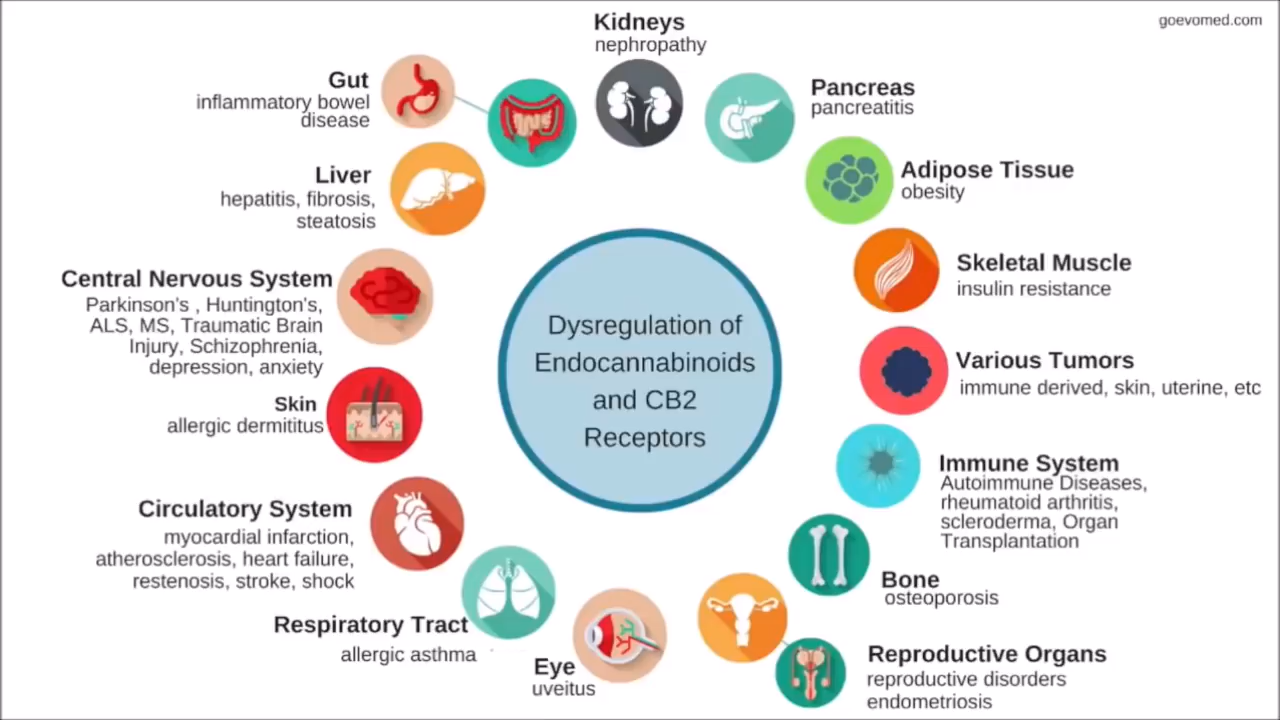 goevomed.com
Kidneys
nephropathy
Gut
inflammatory bowel
disease
Pancreas
pancreatitis
Liver
hepatitis, fibrosis,
steatosis
Adipose Tissue
obesity
Central Nervous System
Parkinson's , Huntington's,
ALS, MS, Traumatic Brain
Injury, Schizophrenia,
depression, anxiety
Skeletal Muscle
insulin resistance
Dysregulation of
Endocannabinoids
and CB2
Receptors
Various Tumors
immune derived, skin, uterine, etc
Skin
allergic dermititus
Immune System
Autoimmune Diseases,
rheumatoid arthritis,
scleroderma, Organ
Transplantation
Circulatory System
myocardial infarction,
atherosclerosis, heart failure,
restenosis, stroke, shock
Bone
osteoporosis
Respiratory Tract
allergic asthma
Eye
uveitus
Reproductive Organs
reproductive disorders
endometriosis